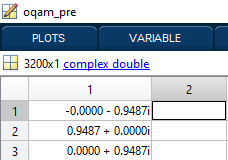 oqam_pre
PLOTS VARIABLE
3200x1 complex double
1 2
1 -0.0000 - 0.9487i
2 0.9487 + 0.0000i
3 0.0000 + 0.9487i